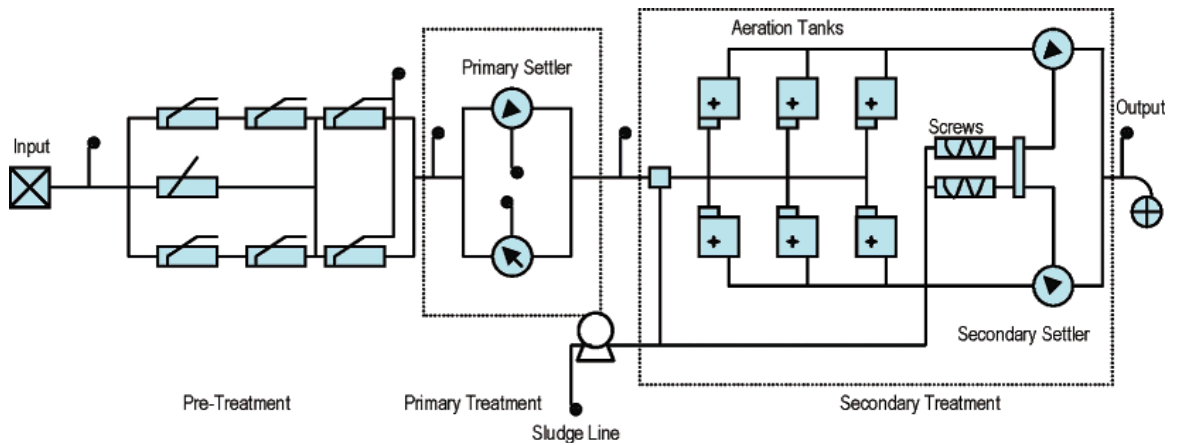 Aeration Tanks
Primary Settler
Output
Screws
Input
Secondary Settler
Pre-Treatment
Primary Treatment
Secondary Treatment
Sludge Line